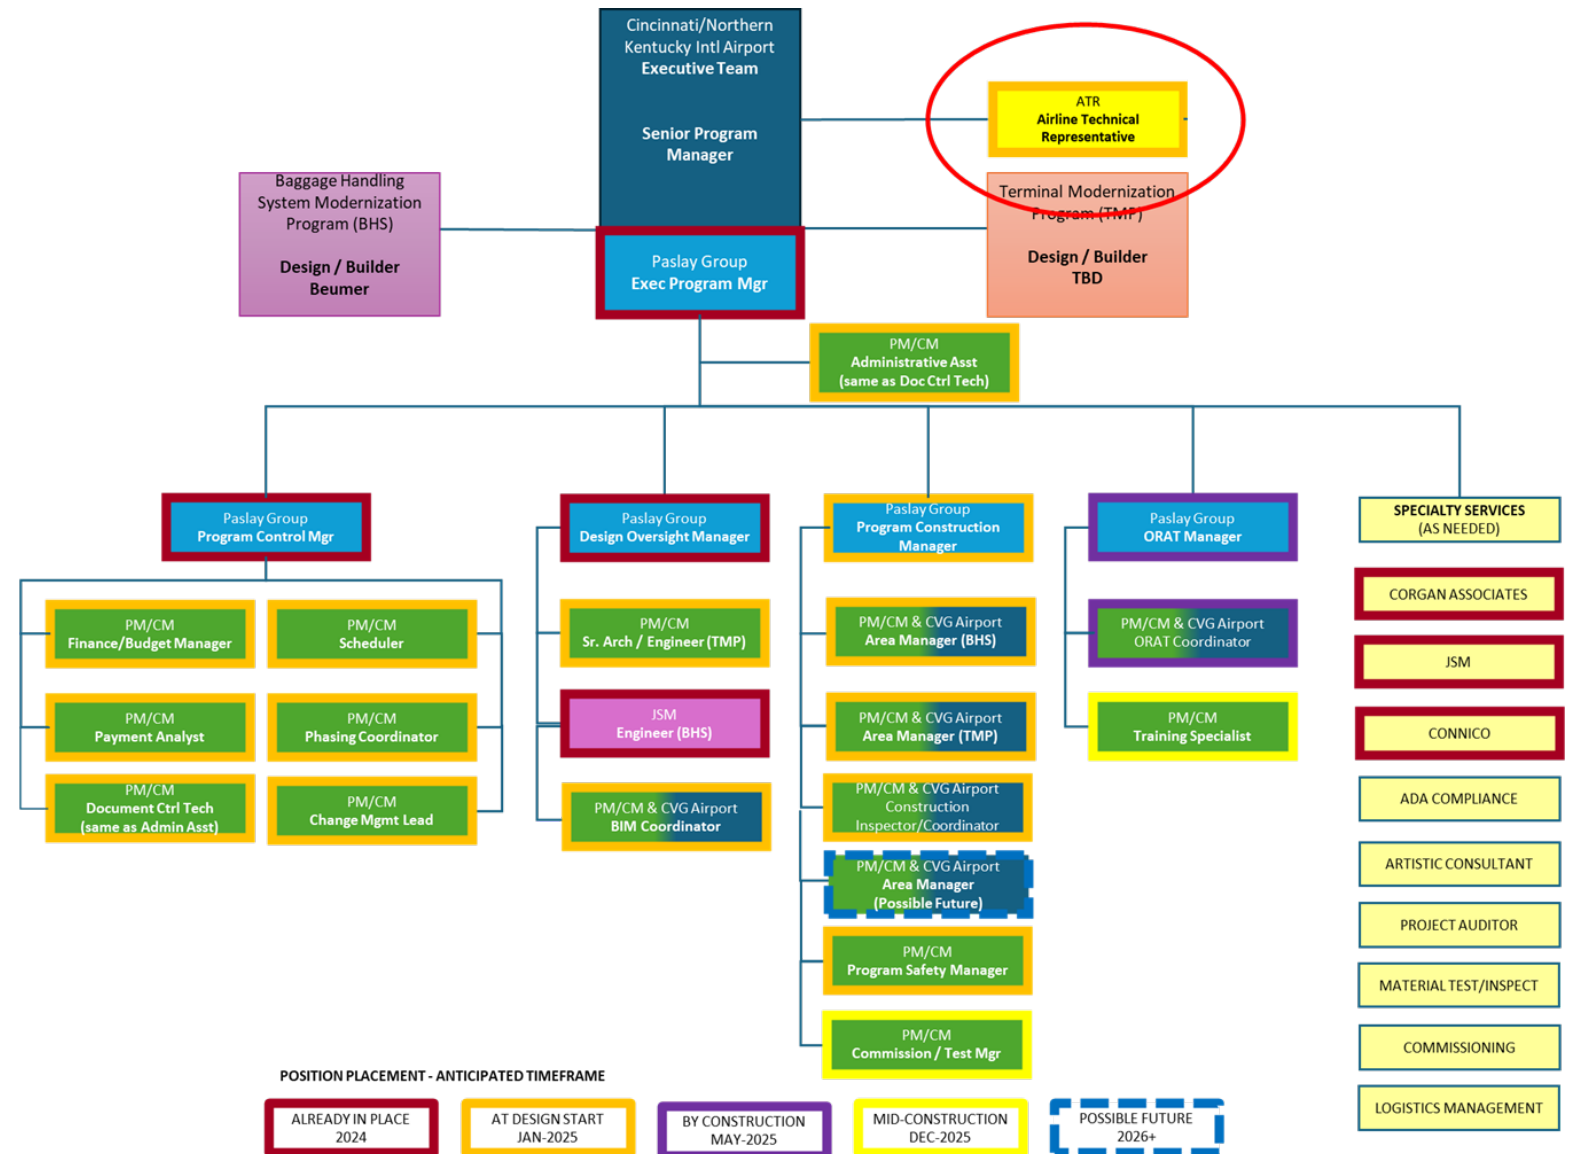 Cincinnati/Northern
Kentucky Intl Airport
Executive Team
Senior Program
Manager
ATR
Airline Technical
Representative
Baggage Handling
System Modernization
Program (BHS)
Design / Builder
Beumer
Terminal Modernization
Program (TMP)
Design / Builder
TBD
Paslay Group
Exec Program Mgr
PM/CM
Administrative Asst
(same as Doc Ctrl Tech)
Paslay Group
Program Control Mgr
PM/CM
Finance/Budget Manager
PM/CM
Scheduler
PM/CM
Payment Analyst
PM/CM
Phasing Coordinator
PM/CM
Document Ctrl Tech
(same as Admin Asst)
PM/CM
Change Mgmt Lead
Paslay Group
Design Oversight Manager
PM/CM
Sr. Arch / Engineer (TMP)
JSM
Engineer (BHS)
PM/CM & CVG Airport
BIM Coordinator
Paslay Group
Program Construction
Manager
PM/CM & CVG Airport
Area Manager (BHS)
PM/CM & CVG Airport
Area Manager (TMP)
PM/CM & CVG Airport
Construction
Inspector/Coordinator
PM/CM & CVG Airport
Area Manager
(Possible Future)
PM/CM
Program Safety Manager
PM/CM
Commission / Test Mgr
Paslay Group
ORAT Manager
PM/CM & CVG Airport
ORAT Coordinator
PM/CM
Training Specialist
SPECIALTY SERVICES
(AS NEEDED)
CORGAN ASSOCIATES
JSM
CONNICO
ADA COMPLIANCE
ARTISTIC CONSULTANT
PROJECT AUDITOR
MATERIAL TEST/INSPECT
COMMISSIONING
LOGISTICS MANAGEMENT
POSITION PLACEMENT - ANTICIPATED TIMEFRAME
ALREADY IN PLACE
2024
AT DESIGN START
JAN-2025
BY CONSTRUCTION
MAY-2025
MID-CONSTRUCTION
DEC-2025
POSSIBLE FUTURE
2026+